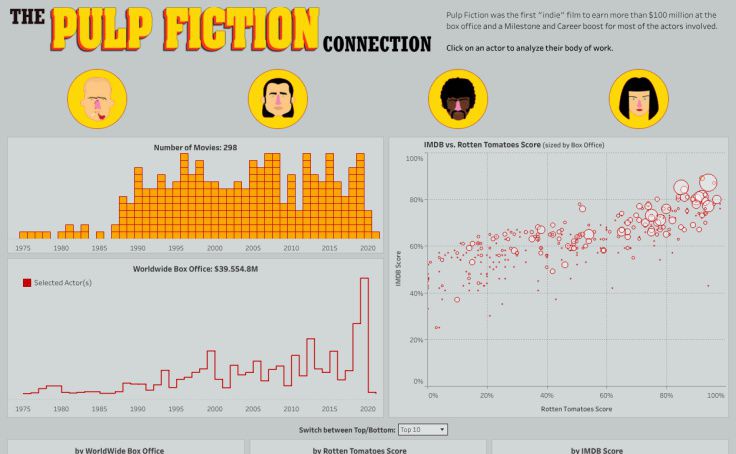 THE PULP FICTION CONNECTION
Pulp Fiction was the first "indie" film to earn more than $100 million at the
box office and a Milestone and Career boost for most of the actors involved.
Click on an actor to analyze their body of work.
Number of Movies: 298
1975 1980 1985 1990 1995 2000 2005 2010 2015 2020
Worldwide Box Office: $39.554.8M
Selected Actor(s)
1975 1980 1985 1990 1995 2000 2005 2010 2015 2020
IMDB vs. Rotten Tomatoes Score (sized by Box Office)
100%
80%
60%
40%
20%
0%
IMDB Score
0% 20% 40% 60% 80% 100%
Rotten Tomatoes Score
Switch between Top/Bottom: Top 10
by WorldWide Box Office
by Rotten Tomatoes Score
by IMDB Score